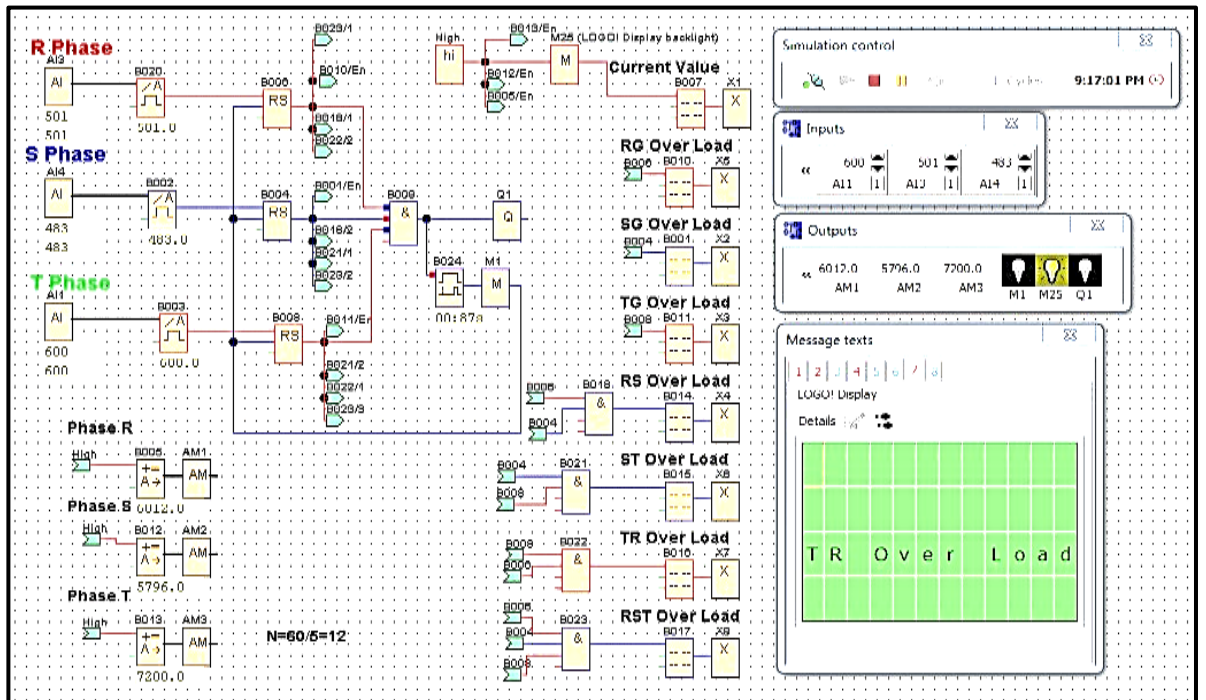 R Phase
AI3
AI
501
501
B020
/A
501.0
B006
RS
B023/1
B010/En
B018/1
B022/2
S Phase
AI4
AI
483
483
B002
/A
483.0
B004
RS
B001/En
B018/2
B021/1
B023/2
T Phase
AI1
AI
600
600
B003
/A
600.0
B008
RS
B011/En
B021/2
B022/1
B023/3
B009
&
Q1
Q
B024
M1
M
High
hi
B013/En
B012/En
B005/En
M25 (LOGO! Display backlight)
M
Current Value
B007
X1
X
RG Over Load
B006
B010
X5
X
SG Over Load
B004
B001
X2
X
TG Over Load
B008
B011
X3
X
RS Over Load
B004
B018
&
B014
X4
X
ST Over Load
B004
B008
B021
&
B015
X6
X
TR Over Load
B008
B006
B022
&
B016
X7
X
RST Over Load
B004
B008
B023
&
B017
X
Phase R
High
B005
+=
A→
6012.0
AM1
AM
Phase S
High
B012
+=
A→
5796.0
AM2
AM
Phase T
High
B013
+=
A→
7200.0
AM3
AM
N=60/5=12
Simulation control
9:17:01 PM
Inputs
« 600 501 483
AI1 AI3 AI4
Outputs
« 6012.0 5796.0 7200.0
AM1 AM2 AM3 M1 M25 Q1
Message texts
1 2 3 4 5 6 7 8
LOGO! Display
Details
TR Over Load